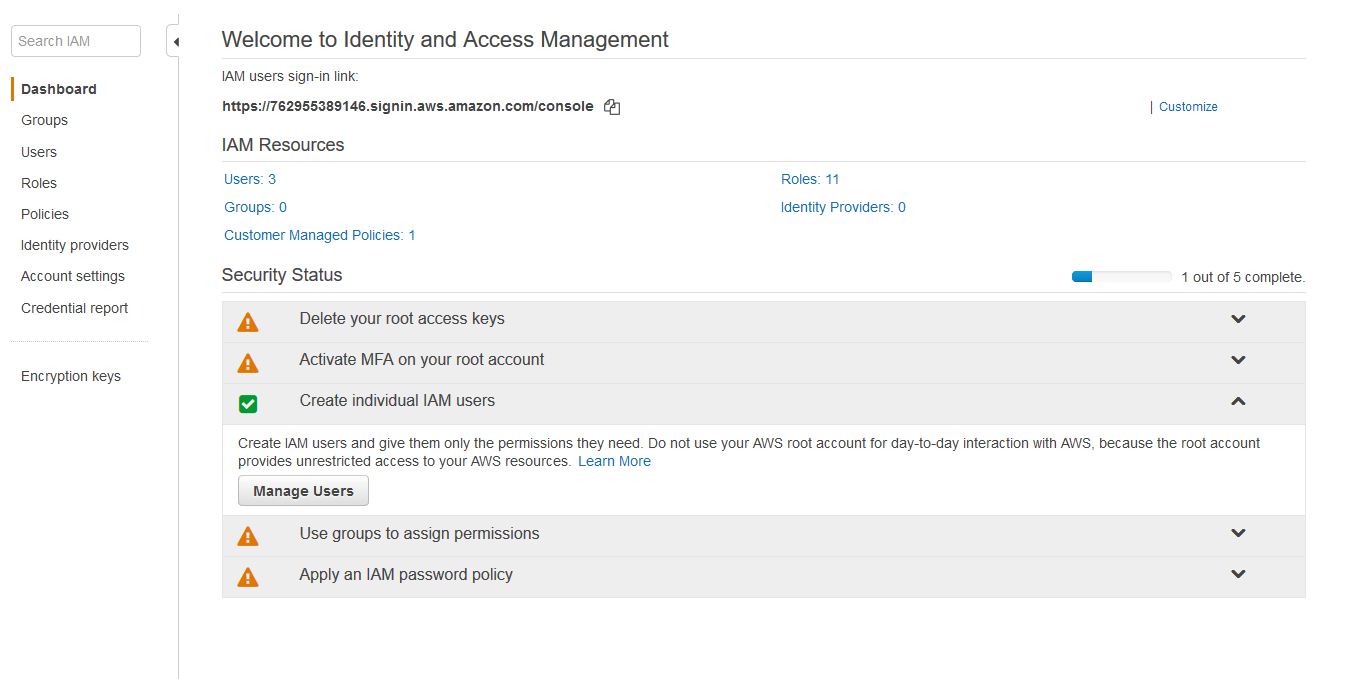 Search IAM
Dashboard
Groups
Users
Roles
Policies
Identity providers
Account settings
Credential report
Encryption keys
Welcome to Identity and Access Management
IAM users sign-in link:
https://762955389146.signin.aws.amazon.com/console
| Customize
IAM Resources
Users: 3
Roles: 11
Groups: 0
Identity Providers: 0
Customer Managed Policies: 1
Security Status
1 out of 5 complete.
Delete your root access keys
Activate MFA on your root account
Create individual IAM users
Create IAM users and give them only the permissions they need. Do not use your AWS root account for day-to-day interaction with AWS, because the root account
provides unrestricted access to your AWS resources. Learn More
Manage Users
Use groups to assign permissions
Apply an IAM password policy